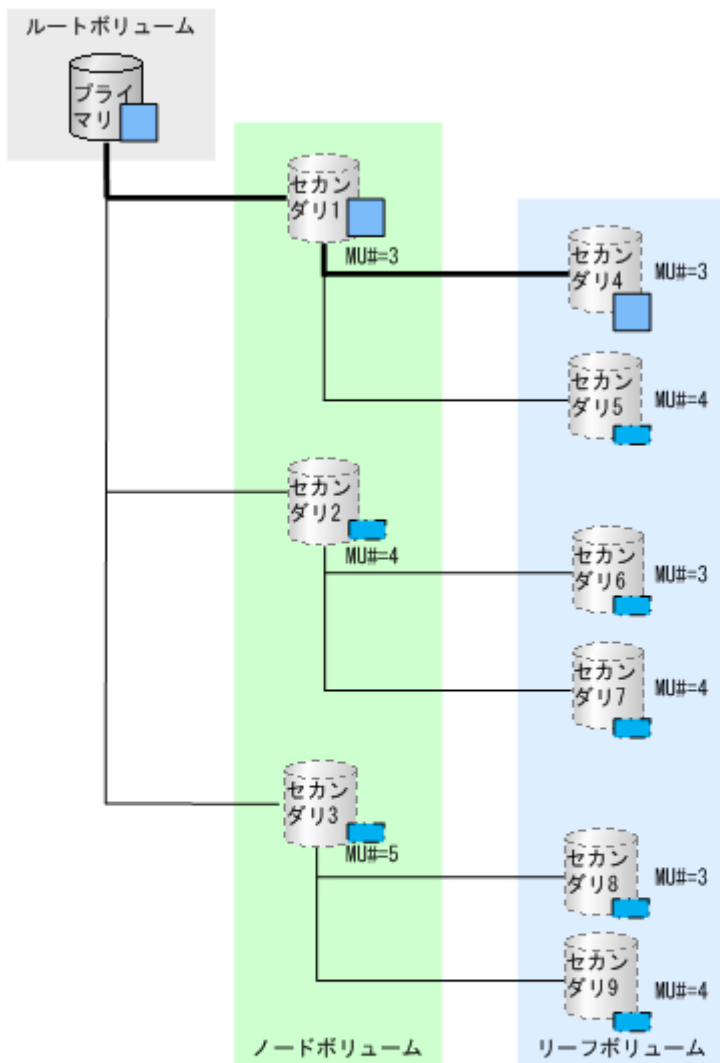 ルートボリューム
プライ
マリ
セカン
ダリ1
MU#=3
セカン
ダリ4
MU#=3
セカン
ダリ5
MU#=4
セカン
ダリ2
MU#=4
セカン
ダリ6
MU#=3
セカン
ダリ7
MU#=4
セカン
ダリ3
MU#=5
セカン
ダリ8
MU#=3
セカン
ダリ9
MU#=4
ノードボリューム
リーフボリューム